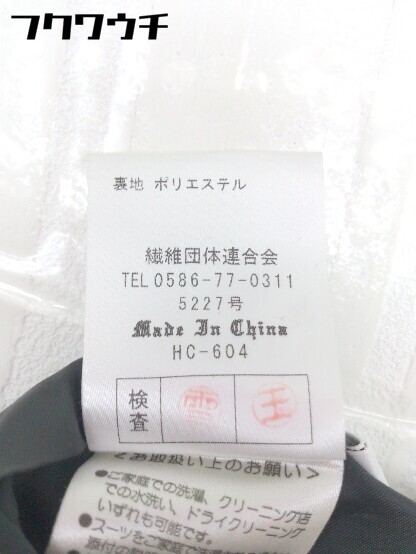 フクワウチ
裏地 ポリエステル
繊維団体連合会
TEL 0586-77-0311
5227号
Made In China
HC-604
検査
王
お取扱い上のお願い>
●ご家庭での洗濯、クリーニング店
での水洗い、ドライクリーニング
いずれも可能です。
●スーツをご家庭で洗濯